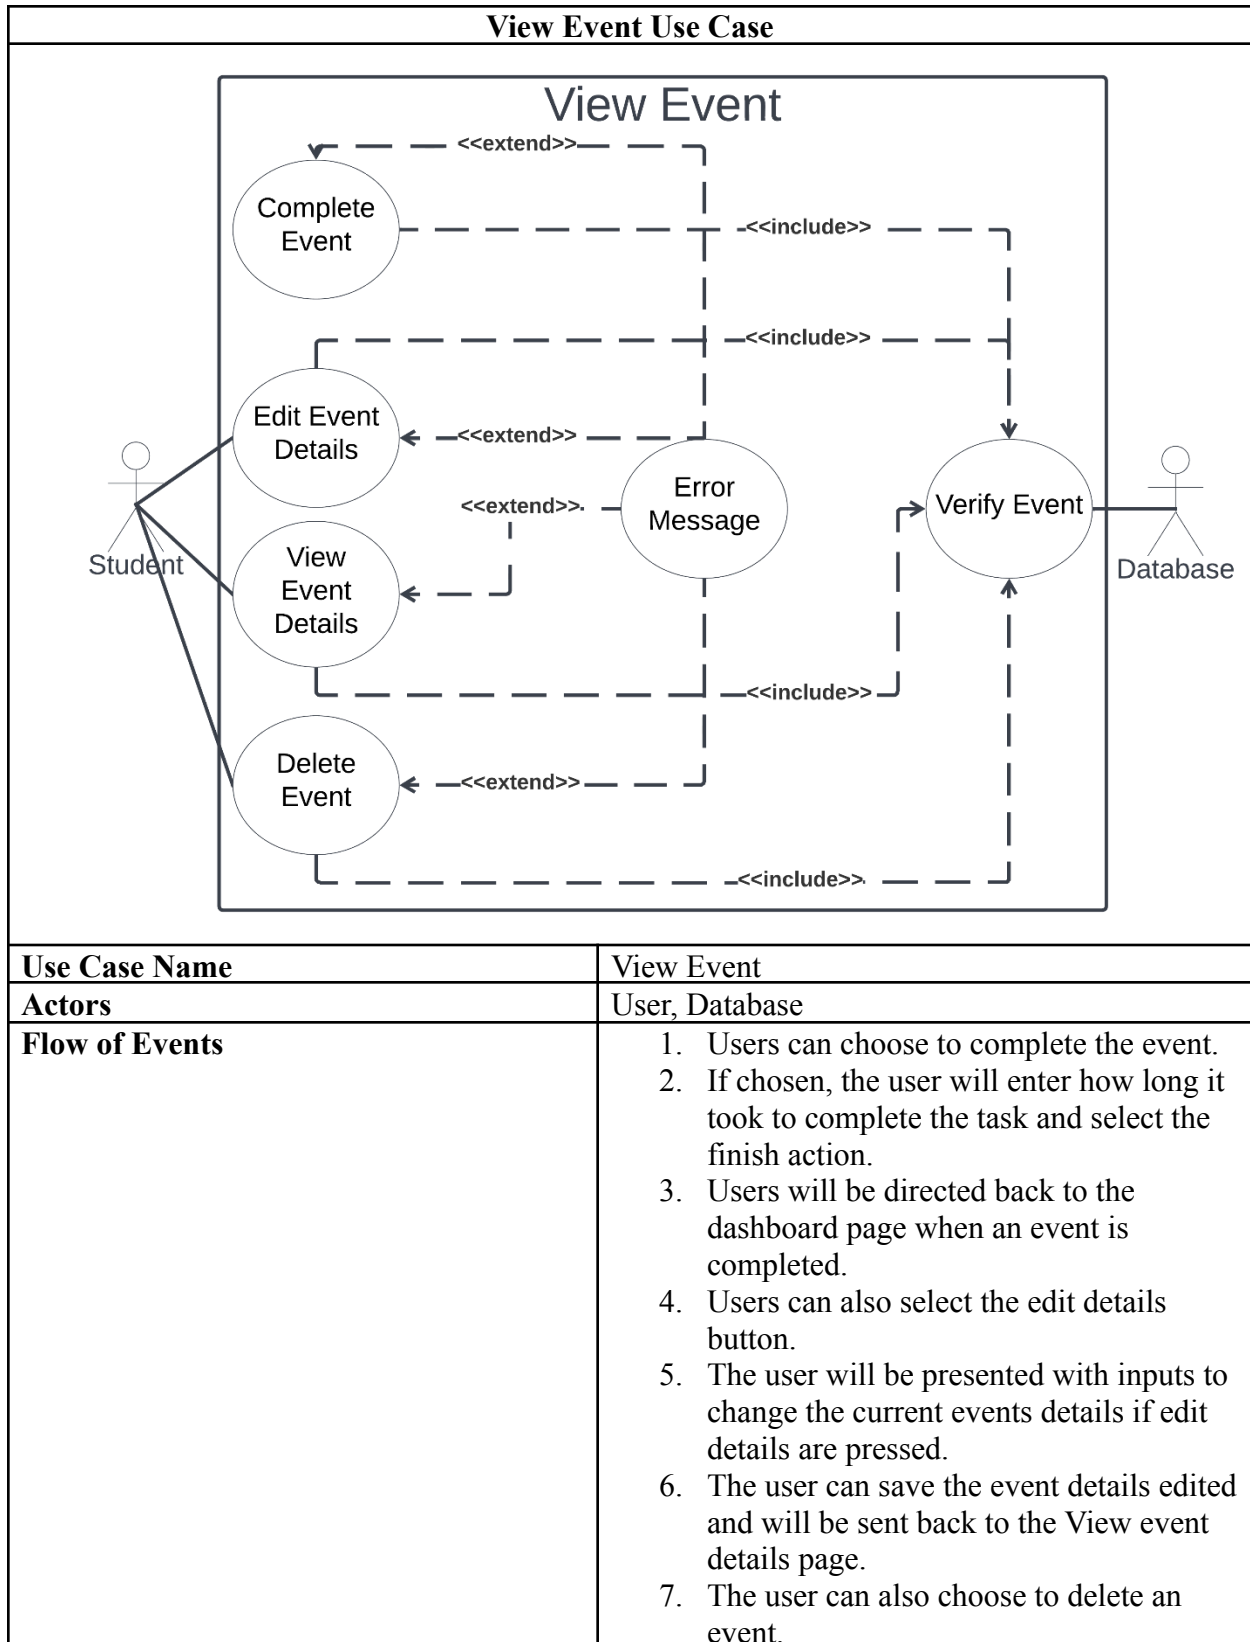 View Event Use Case
View Event
<<extend>>
Complete
Event
<<include>>
<<include>>
Edit Event
Details
<<extend>>
Error
Message
Verify Event
<<extend>>
Student
View
Event
Details
Database
<<include>>
Delete
Event
<<extend>>
<<include>>
Use Case Name
View Event
Actors
User, Database
Flow of Events
1. Users can choose to complete the event.
2. If chosen, the user will enter how long it
took to complete the task and select the
finish action.
3. Users will be directed back to the
dashboard page when an event is
completed.
4. Users can also select the edit details
button.
5. The user will be presented with inputs to
change the current events details if edit
details are pressed.
6. The user can save the event details edited
and will be sent back to the View event
details page.
7. The user can also choose to delete an
event.